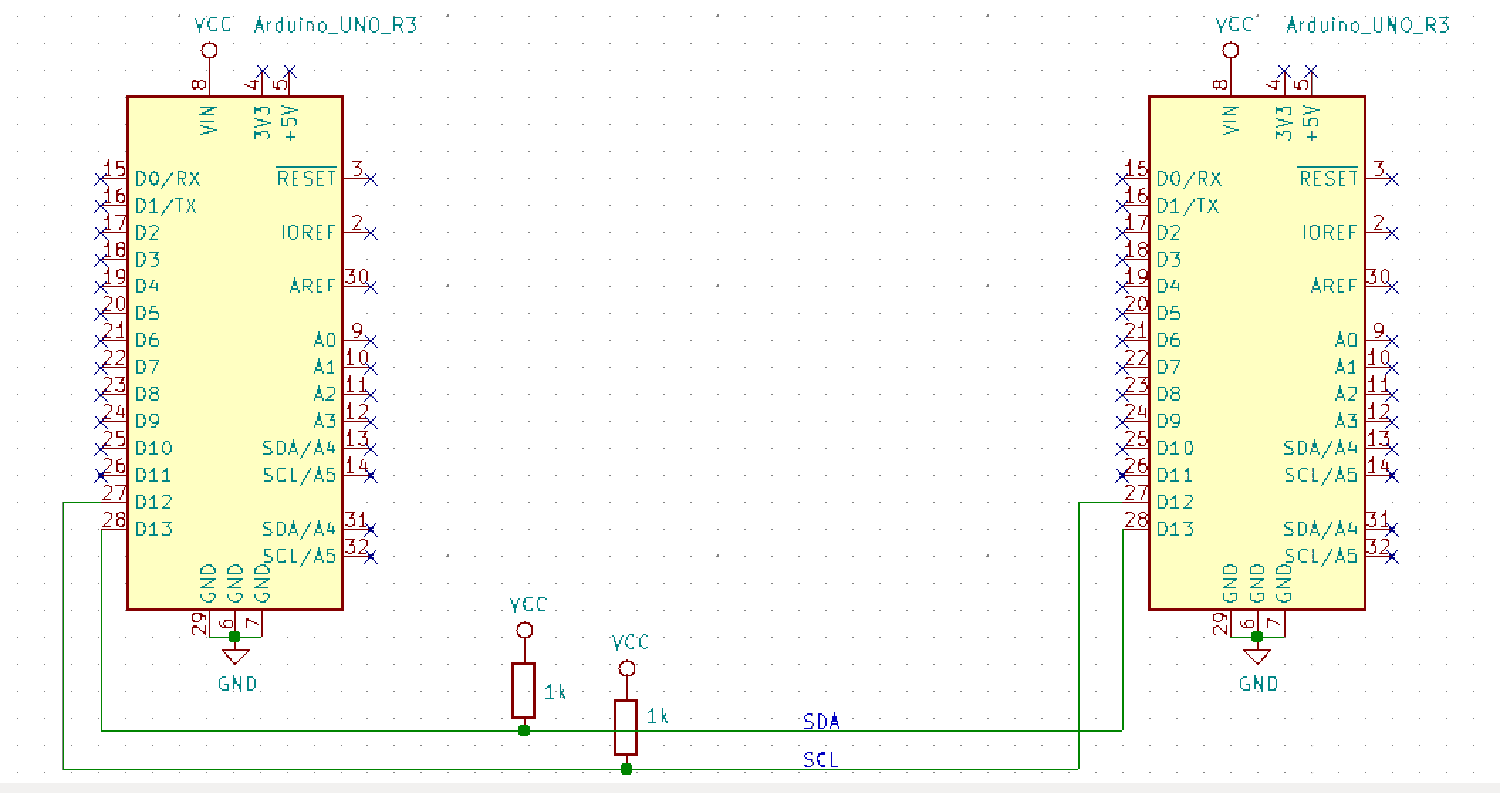 VCC Arduino_UNO_R3
8 4 5
VIN 3V3 +5V
15 D0/RX RESET 3
16 D1/TX
17 D2 IOREF 2
18 D3
19 D4 AREF 30
20 D5
21 D6 A0 9
22 D7 A1 10
23 D8 A2 11
24 D9 A3 12
25 D10 SDA/A4 13
26 D11 SCL/A5 14
27 D12
28 D13 SDA/A4 31
SCL/A5 32
GND GND GND
29 6 7
GND
VCC
1k
VCC
1k
SDA
SCL
VCC Arduino_UNO_R3
8 4 5
VIN 3V3 +5V
15 D0/RX RESET 3
16 D1/TX
17 D2 IOREF 2
18 D3
19 D4 AREF 30
20 D5
21 D6 A0 9
22 D7 A1 10
23 D8 A2 11
24 D9 A3 12
25 D10 SDA/A4 13
26 D11 SCL/A5 14
27 D12
28 D13 SDA/A4 31
SCL/A5 32
GND GND GND
29 6 7
GND